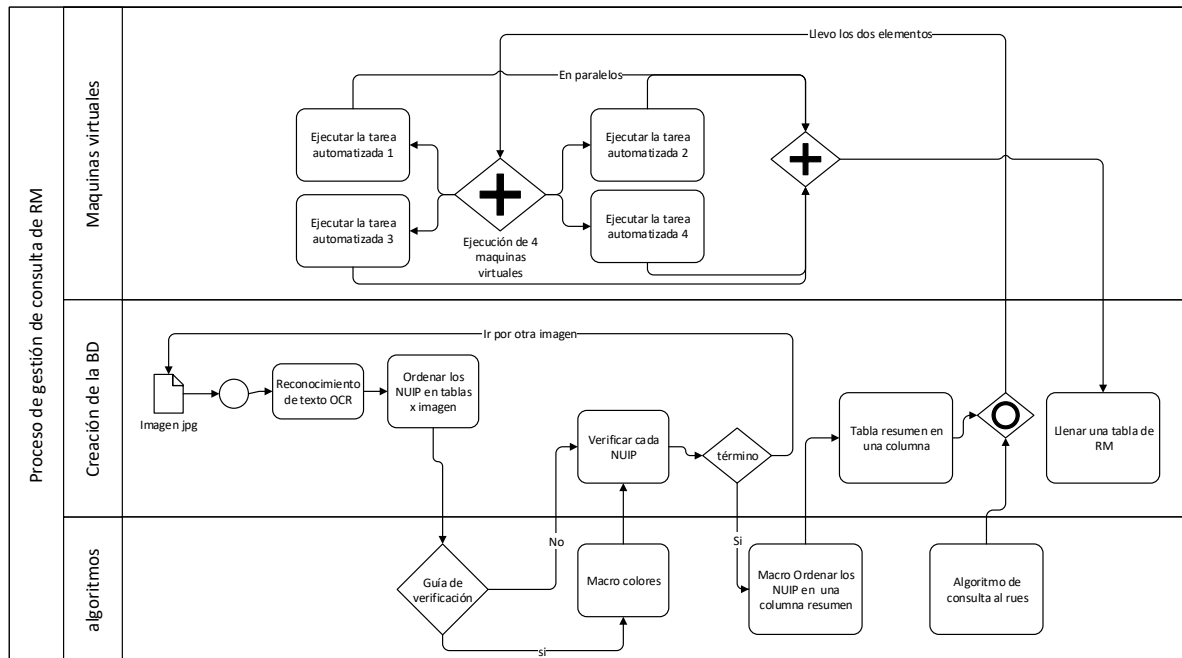 Proceso de gestión de consulta de RM
Maquinas virtuales
Llevo los dos elementos
En paralelos
Ejecutar la tarea
automatizada 1
Ejecutar la tarea
automatizada 2
Ejecutar la tarea
automatizada 3
Ejecutar la tarea
automatizada 4
Ejecución de 4
maquinas
virtuales
Creación de la BD
Ir por otra imagen
Imagen jpg
Reconocimiento
de texto OCR
Ordenar los
NUIP en tablas
x imagen
Verificar cada
NUIP
término
Tabla resumen en
una columna
Llenar una tabla de
RM
algoritmos
Guía de
verificación
No
si
Macro colores
Si
Macro Ordenar los
NUIP en una
columna resumen
Algoritmo de
consulta al rues